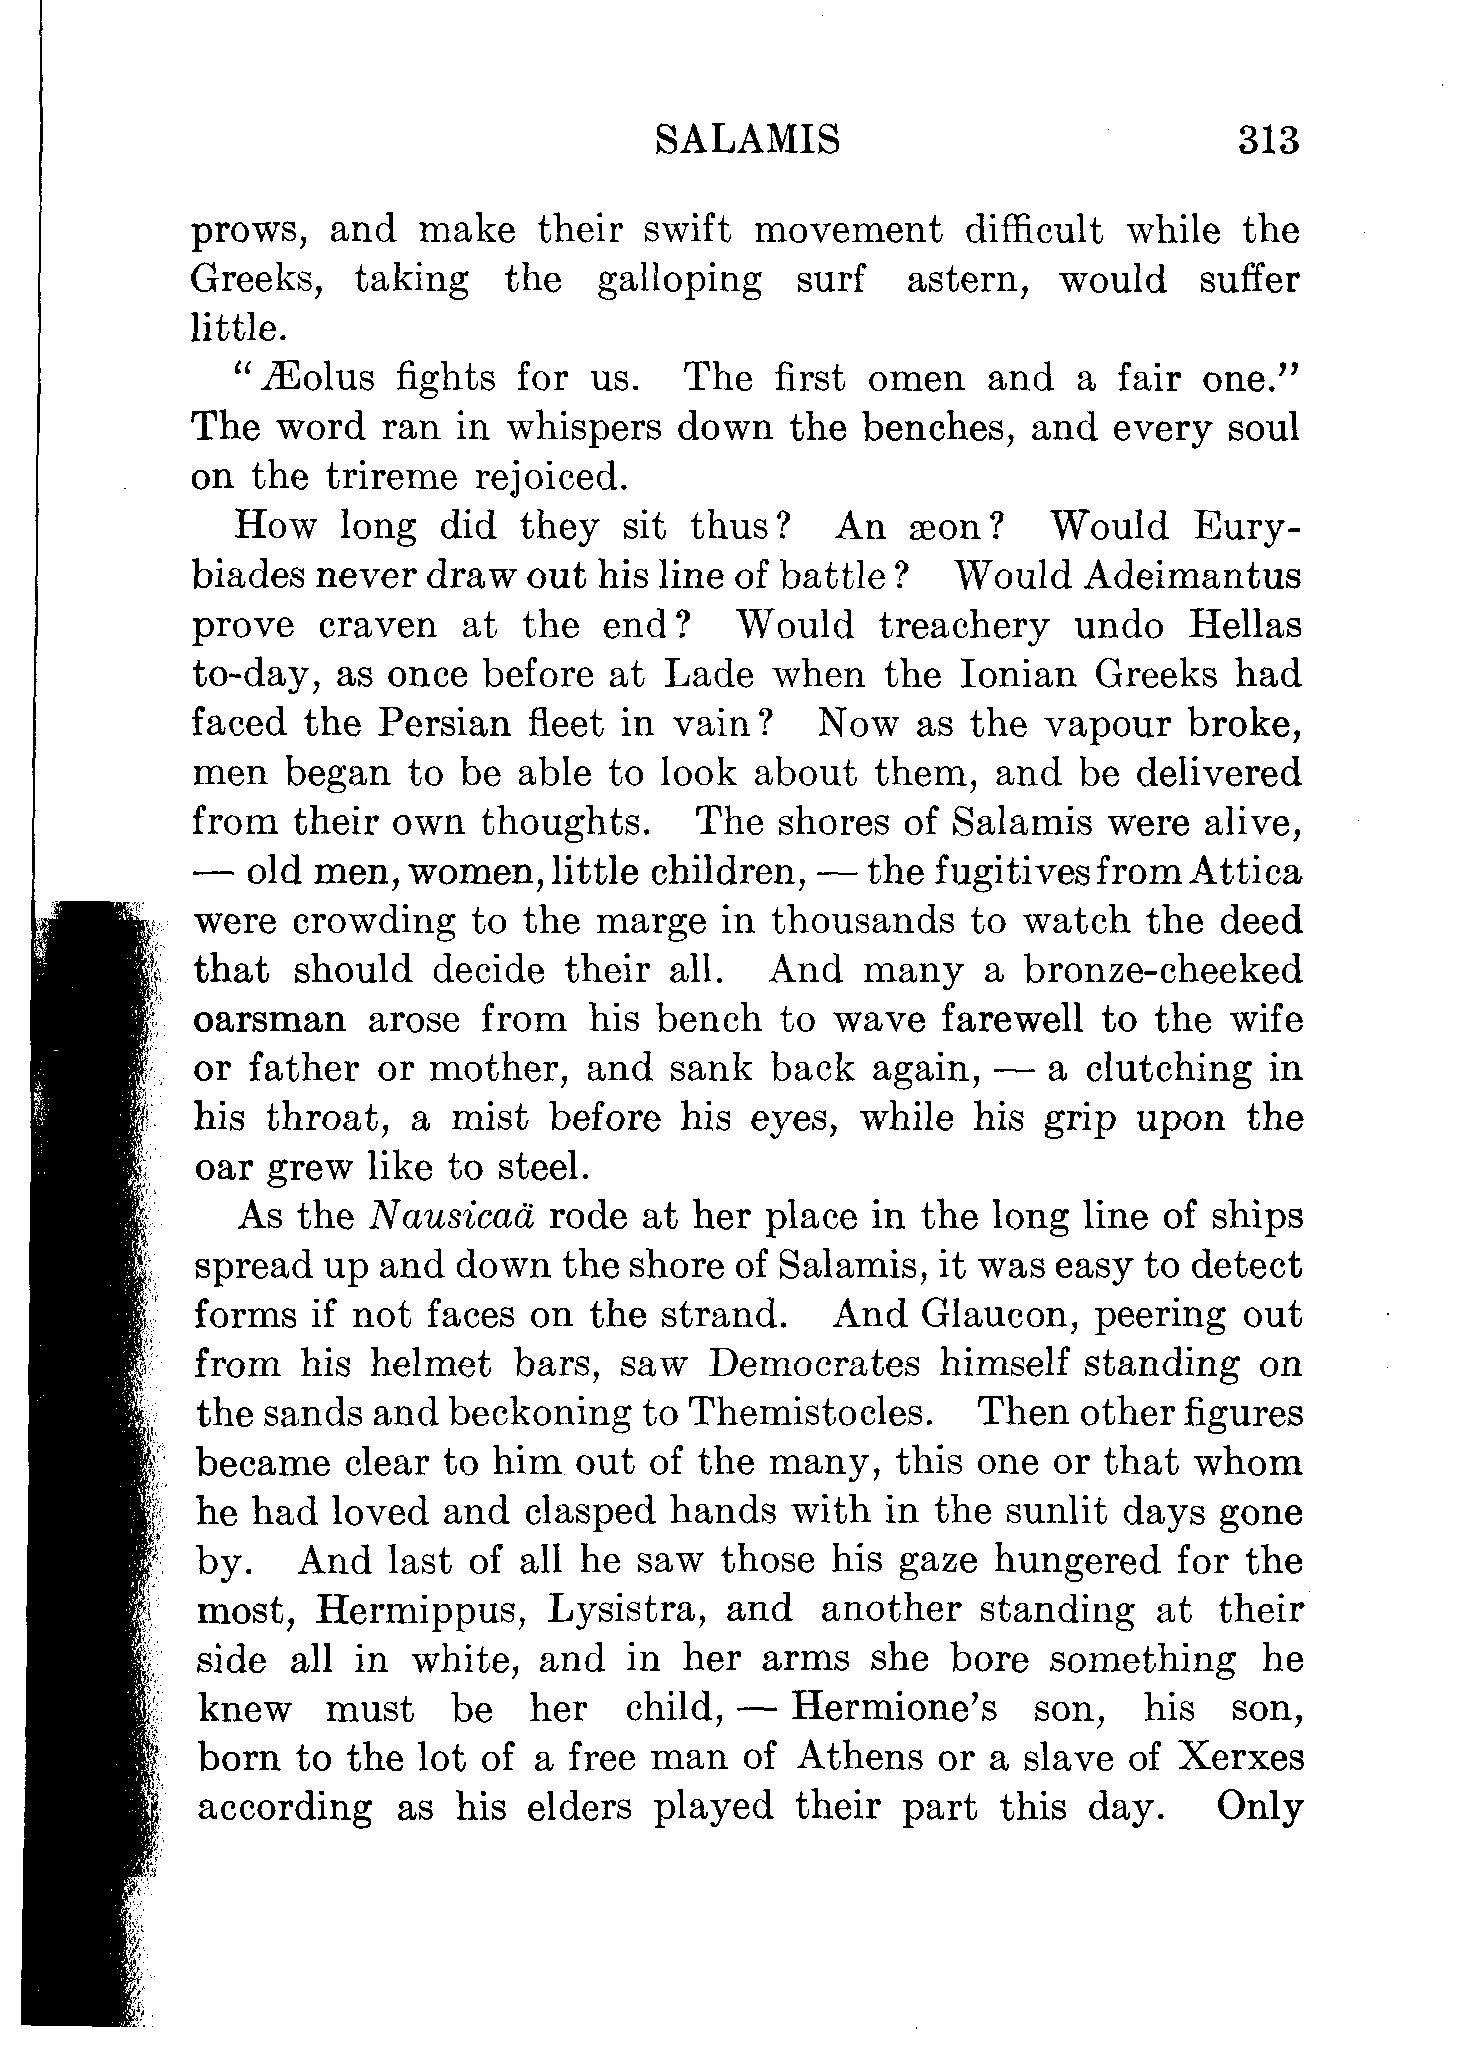 SALAMIS 313
prows, and make their swift movement difficult while the
Greeks, taking the galloping surf astern, would suffer
little.
"Æolus fights for us. The first omen and a fair one."
The word ran in whispers down the benches, and every soul
on the trireme rejoiced.
How long did they sit thus? An æon? Would Eury-
biades never draw out his line of battle? Would Adeimantus
prove craven at the end? Would treachery undo Hellas
to-day, as once before at Lade when the Ionian Greeks had
faced the Persian fleet in vain? Now as the vapour broke,
men began to be able to look about them, and be delivered
from their own thoughts. The shores of Salamis were alive,
— old men, women, little children, — the fugitives from Attica
were crowding to the marge in thousands to watch the deed
that should decide their all. And many a bronze-cheeked
oarsman arose from his bench to wave farewell to the wife
or father or mother, and sank back again, — a clutching in
his throat, a mist before his eyes, while his grip upon the
oar grew like to steel.
As the Nausicaä rode at her place in the long line of ships
spread up and down the shore of Salamis, it was easy to detect
forms if not faces on the strand. And Glaucon, peering out
from his helmet bars, saw Democrates himself standing on
the sands and beckoning to Themistocles. Then other figures
became clear to him out of the many, this one or that whom
he had loved and clasped hands with in the sunlit days gone
by. And last of all he saw those his gaze hungered for the
most, Hermippus, Lysistra, and another standing at their
side all in white, and in her arms she bore something he
knew must be her child, — Hermione's son, his son,
born to the lot of a free man of Athens or a slave of Xerxes
according as his elders played their part this day. Only